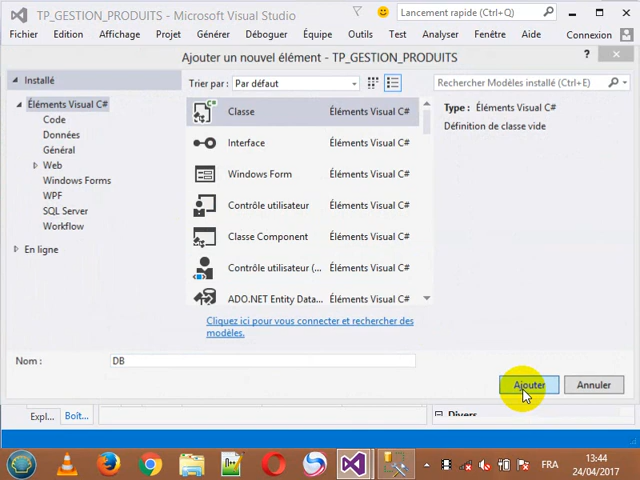 TP_GESTION_PRODUITS - Microsoft Visual Studio
Lancement rapide (Ctrl+Q)
Fichier Edition Affichage Projet Générer Déboguer Equipe Outils Test Analyser Fenêtre Aide Connexion
Ajouter un nouvel élément - TP_GESTION_PRODUITS
Installé
Trier par : Par défaut
Rechercher Modèles installé (Ctrl+E)
Éléments Visual C#
Code
Données
Général
Web
Windows Forms
WPF
SQL Server
Workflow
En ligne
Classe Éléments Visual C#
Interface Éléments Visual C#
Windows Form Éléments Visual C#
Contrôle utilisateur Éléments Visual C#
Classe Component Éléments Visual C#
Contrôle utilisateur (... Éléments Visual C#
ADO.NET Entity Data... Éléments Visual C#
Type : Éléments Visual C#
Définition de classe vide
Cliquez ici pour vous connecter et rechercher des
modèles.
Nom : DB
Ajouter Annuler
Expl... Boît...
Divers
FR
13:44
24/04/2017